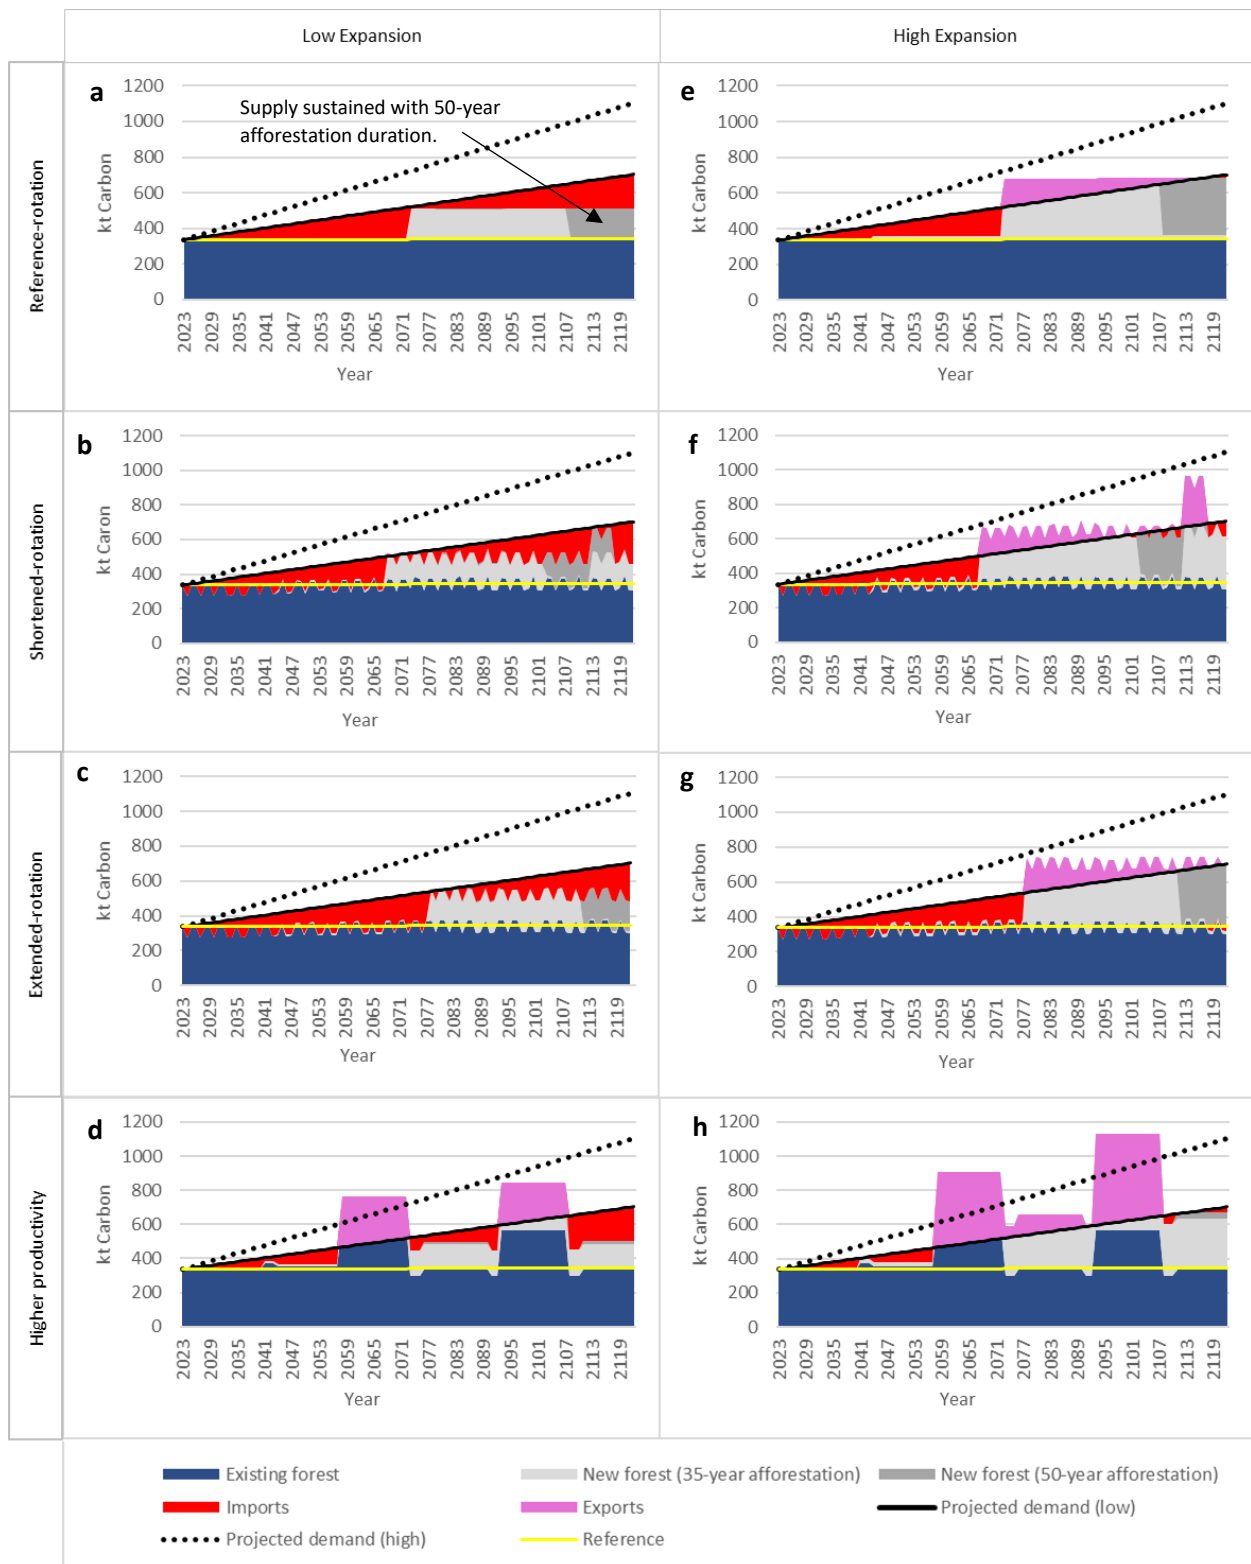 Low Expansion
High Expansion
Reference-rotation
a
Supply sustained with 50-year
afforestation duration.
kt Carbon
1200
1000
800
600
400
200
0
2023 2029 2035 2041 2047 2053 2059 2065 2071 2077 2083 2089 2095 2101 2107 2113 2119
Year
e
kt Carbon
1200
1000
800
600
400
200
0
2023 2029 2035 2041 2047 2053 2059 2065 2071 2077 2083 2089 2095 2101 2107 2113 2119
Year
Shortened-rotation
b
kt Caron
1200
1000
800
600
400
200
0
2023 2029 2035 2041 2047 2053 2059 2065 2071 2077 2083 2089 2095 2101 2107 2113 2119
Year
f
kt Carbon
1200
1000
800
600
400
200
0
2023 2029 2035 2041 2047 2053 2059 2065 2071 2077 2083 2089 2095 2101 2107 2113 2119
Year
Extended-rotation
c
kt Carbon
1200
1000
800
600
400
200
0
2023 2029 2035 2041 2047 2053 2059 2065 2071 2077 2083 2089 2095 2101 2107 2113 2119
Year
g
kt Carbon
1200
1000
800
600
400
200
0
2023 2029 2035 2041 2047 2053 2059 2065 2071 2077 2083 2089 2095 2101 2107 2113 2119
Year
Higher productivity
d
kt Carbon
1200
1000
800
600
400
200
0
2023 2029 2035 2041 2047 2053 2059 2065 2071 2077 2083 2089 2095 2101 2107 2113 2119
Year
h
kt Carbon
1200
1000
800
600
400
200
0
2023 2029 2035 2041 2047 2053 2059 2065 2071 2077 2083 2089 2095 2101 2107 2113 2119
Year
Existing forest
New forest (35-year afforestation)
New forest (50-year afforestation)
Imports
Exports
Projected demand (low)
Projected demand (high)
Reference